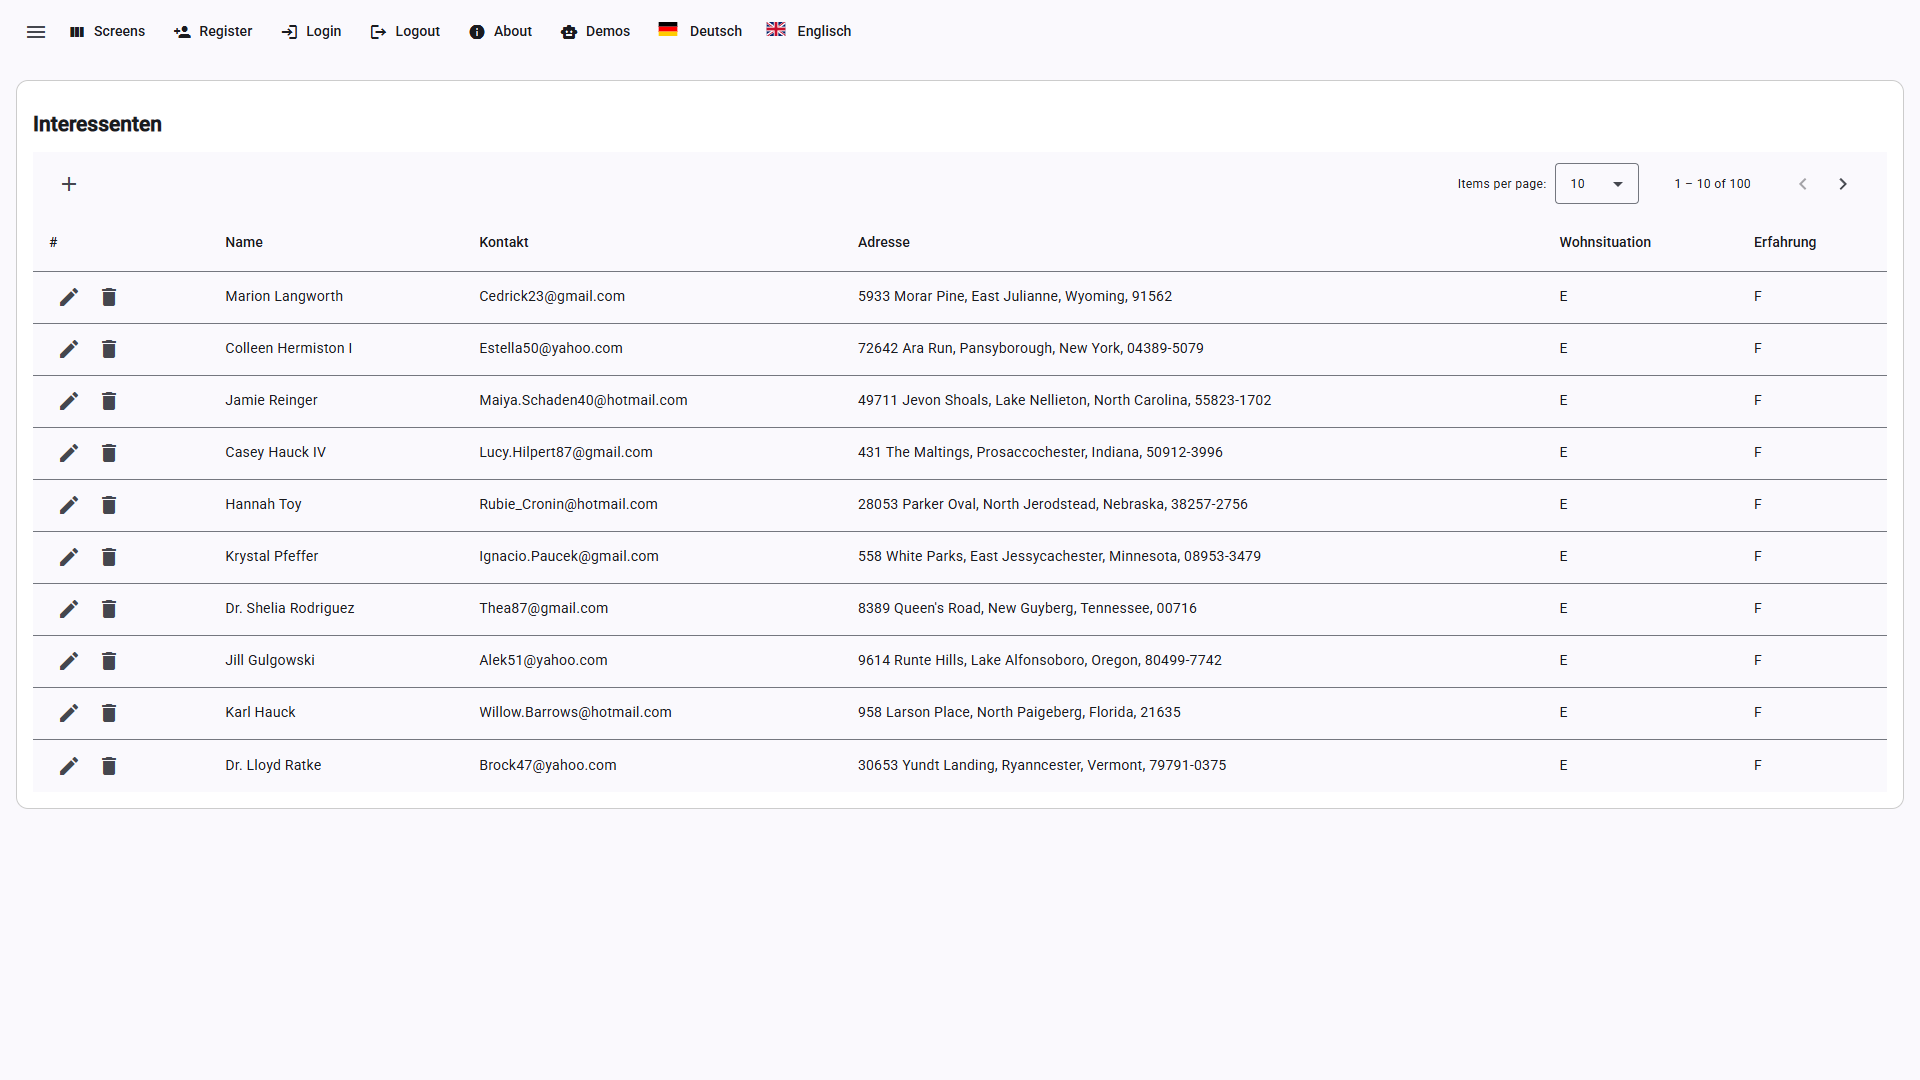 Screens Register Login Logout About Demos Deutsch Englisch
Interessenten
Items per page: 10 1 – 10 of 100
# Name Kontakt Adresse Wohnsituation Erfahrung
Marion Langworth Cedrick23@gmail.com 5933 Morar Pine, East Julianne, Wyoming, 91562 E F
Colleen Hermiston I Estella50@yahoo.com 72642 Ara Run, Pansyborough, New York, 04389-5079 E F
Jamie Reinger Maiya.Schaden40@hotmail.com 49711 Jevon Shoals, Lake Nellieton, North Carolina, 55823-1702 E F
Casey Hauck IV Lucy.Hilpert87@gmail.com 431 The Maltings, Prosaccochester, Indiana, 50912-3996 E F
Hannah Toy Rubie_Cronin@hotmail.com 28053 Parker Oval, North Jerodstead, Nebraska, 38257-2756 E F
Krystal Pfeffer Ignacio.Paucek@gmail.com 558 White Parks, East Jessycachester, Minnesota, 08953-3479 E F
Dr. Shelia Rodriguez Thea87@gmail.com 8389 Queen's Road, New Guyberg, Tennessee, 00716 E F
Jill Gulgowski Alek51@yahoo.com 9614 Runte Hills, Lake Alfonsoboro, Oregon, 80499-7742 E F
Karl Hauck Willow.Barrows@hotmail.com 958 Larson Place, North Paigeberg, Florida, 21635 E F
Dr. Lloyd Ratke Brock47@yahoo.com 30653 Yundt Landing, Ryanncester, Vermont, 79791-0375 E F